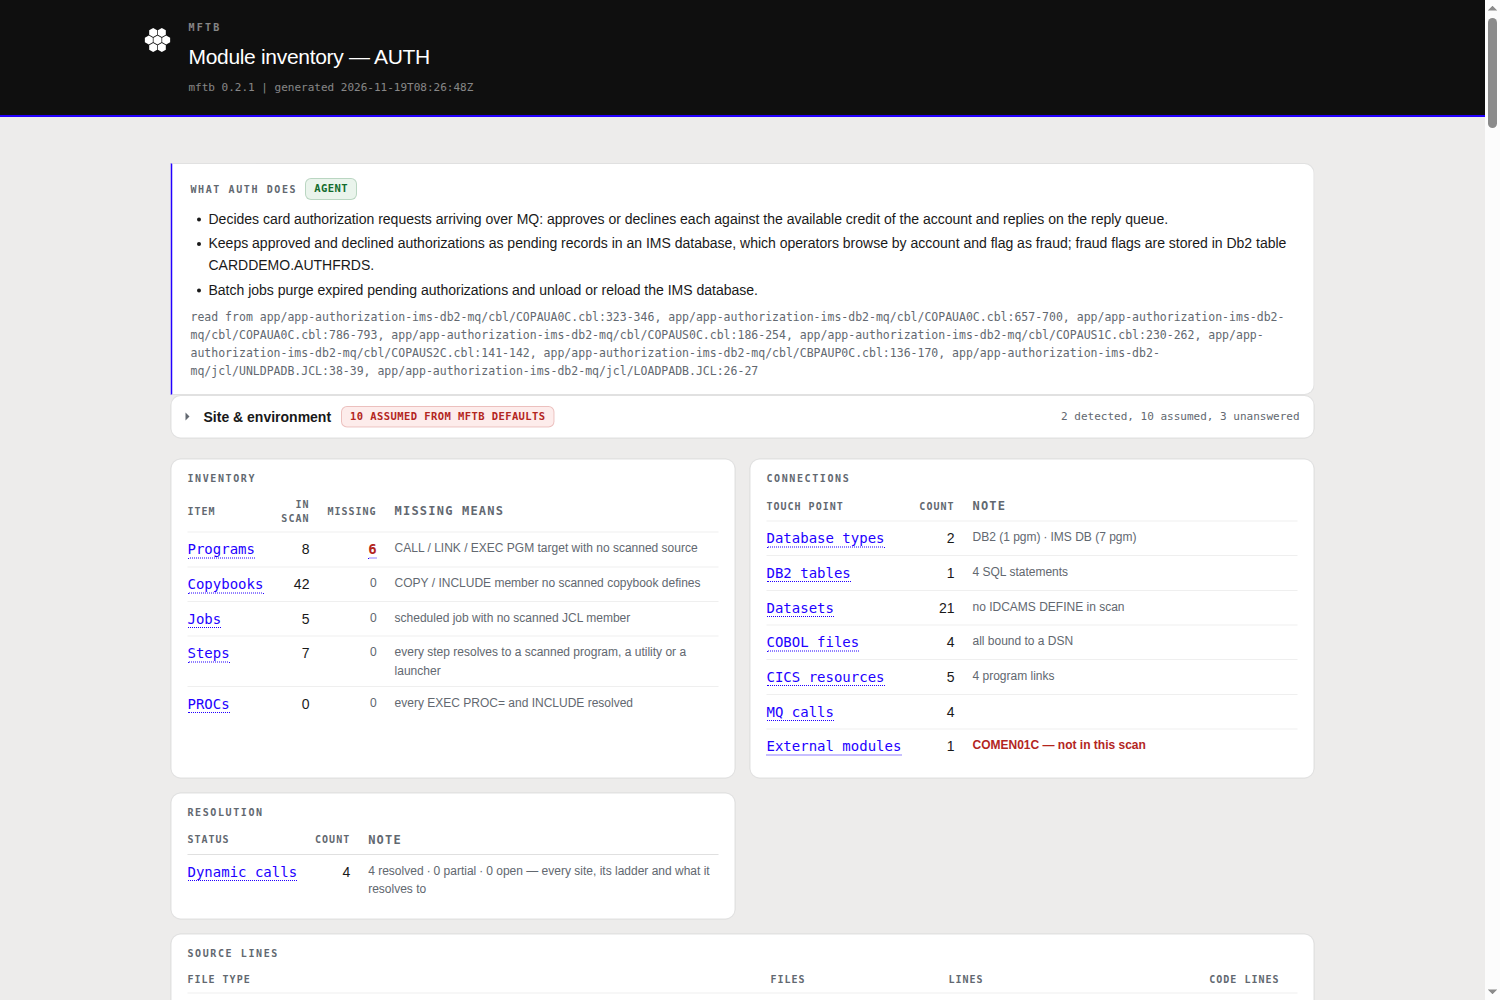 MFTB
Module inventory — AUTH
mftb 0.2.1 | generated 2026-11-19T08:26:48Z
WHAT AUTH DOES AGENT
• Decides card authorization requests arriving over MQ: approves or declines each against the available credit of the account and replies on the reply queue.
• Keeps approved and declined authorizations as pending records in an IMS database, which operators browse by account and flag as fraud; fraud flags are stored in Db2 table
CARDDEMO.AUTHFRDS.
• Batch jobs purge expired pending authorizations and unload or reload the IMS database.
read from app/app-authorization-ims-db2-mq/cbl/COPAUA0C.cbl:323-346, app/app-authorization-ims-db2-mq/cbl/COPAUA0C.cbl:657-700, app/app-authorization-ims-db2-
mq/cbl/COPAUA0C.cbl:786-793, app/app-authorization-ims-db2-mq/cbl/COPAUS0C.cbl:186-254, app/app-authorization-ims-db2-mq/cbl/COPAUS1C.cbl:230-262, app/app-
authorization-ims-db2-mq/cbl/COPAUS2C.cbl:141-142, app/app-authorization-ims-db2-mq/cbl/CBPAUP0C.cbl:136-170, app/app-authorization-ims-db2-
mq/jcl/UNLDPADB.JCL:38-39, app/app-authorization-ims-db2-mq/jcl/LOADPADB.JCL:26-27
Site & environment 10 ASSUMED FROM MFTB DEFAULTS 2 detected, 10 assumed, 3 unanswered
INVENTORY
ITEM IN SCAN MISSING MISSING MEANS
Programs 8 6 CALL / LINK / EXEC PGM target with no scanned source
Copybooks 42 0 COPY / INCLUDE member no scanned copybook defines
Jobs 5 0 scheduled job with no scanned JCL member
Steps 7 0 every step resolves to a scanned program, a utility or a
launcher
PROCs 0 0 every EXEC PROC= and INCLUDE resolved
CONNECTIONS
TOUCH POINT COUNT NOTE
Database types 2 DB2 (1 pgm) · IMS DB (7 pgm)
DB2 tables 1 4 SQL statements
Datasets 21 no IDCAMS DEFINE in scan
COBOL files 4 all bound to a DSN
CICS resources 5 4 program links
MQ calls 4
External modules 1 COMEN01C — not in this scan
RESOLUTION
STATUS COUNT NOTE
Dynamic calls 4 4 resolved · 0 partial · 0 open — every site, its ladder and what it
resolves to
SOURCE LINES
FILE TYPE FILES LINES CODE LINES